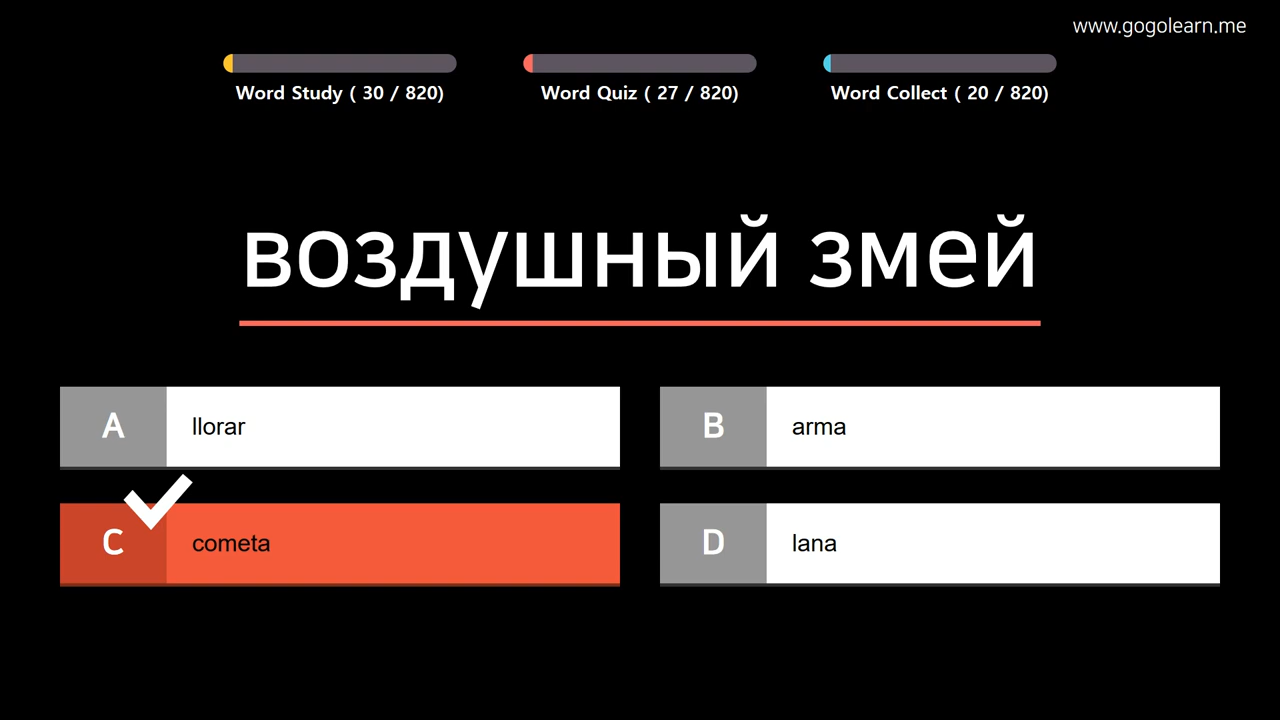 www.gogolearn.me
Word Study ( 30 / 820)
Word Quiz ( 27 / 820)
Word Collect ( 20 / 820)
воздушный змей
A llorar
B arma
C cometa
D lana